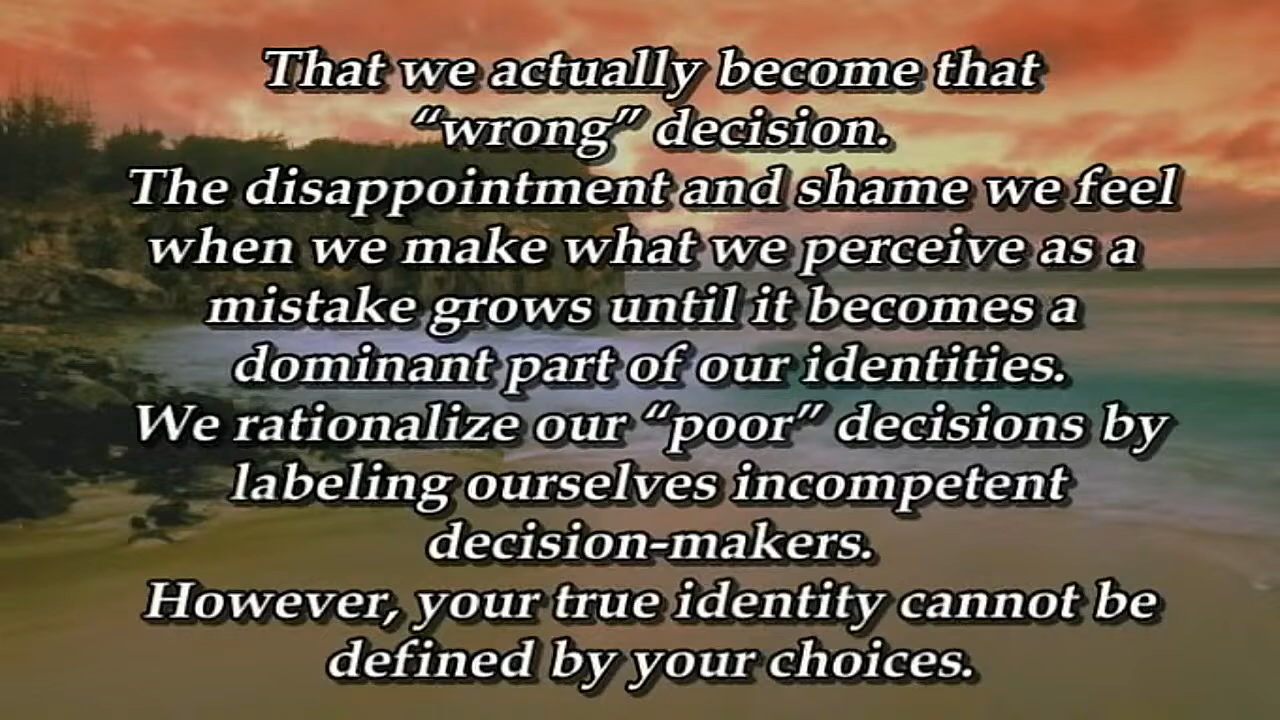 That we actually become that
“wrong” decision.
The disappointment and shame we feel
when we make what we perceive as a
mistake grows until it becomes a
dominant part of our identities.
We rationalize our “poor” decisions by
labeling ourselves incompetent
decision-makers.
However, your true identity cannot be
defined by your choices.